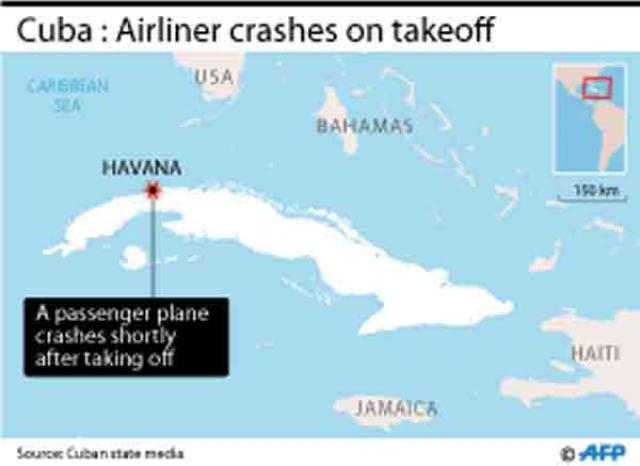 Cuba : Airliner crashes on takeoff
CARIBBEAN
SEA
USA
BAHAMAS
HAVANA
150 km
A passenger plane
crashes shortly
after taking off
HAITI
JAMAICA
Source: Cuban state media
© AFP